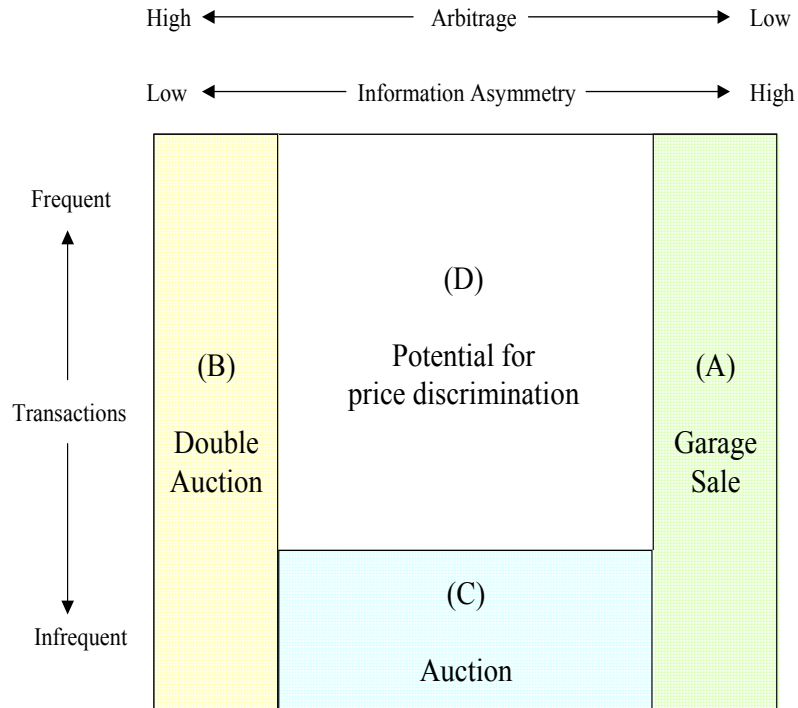 High Arbitrage Low
Low Information Asymmetry High
Frequent
Transactions
Infrequent
(D)
Potential for
price discrimination
(B)
Double
Auction
(A)
Garage
Sale
(C)
Auction